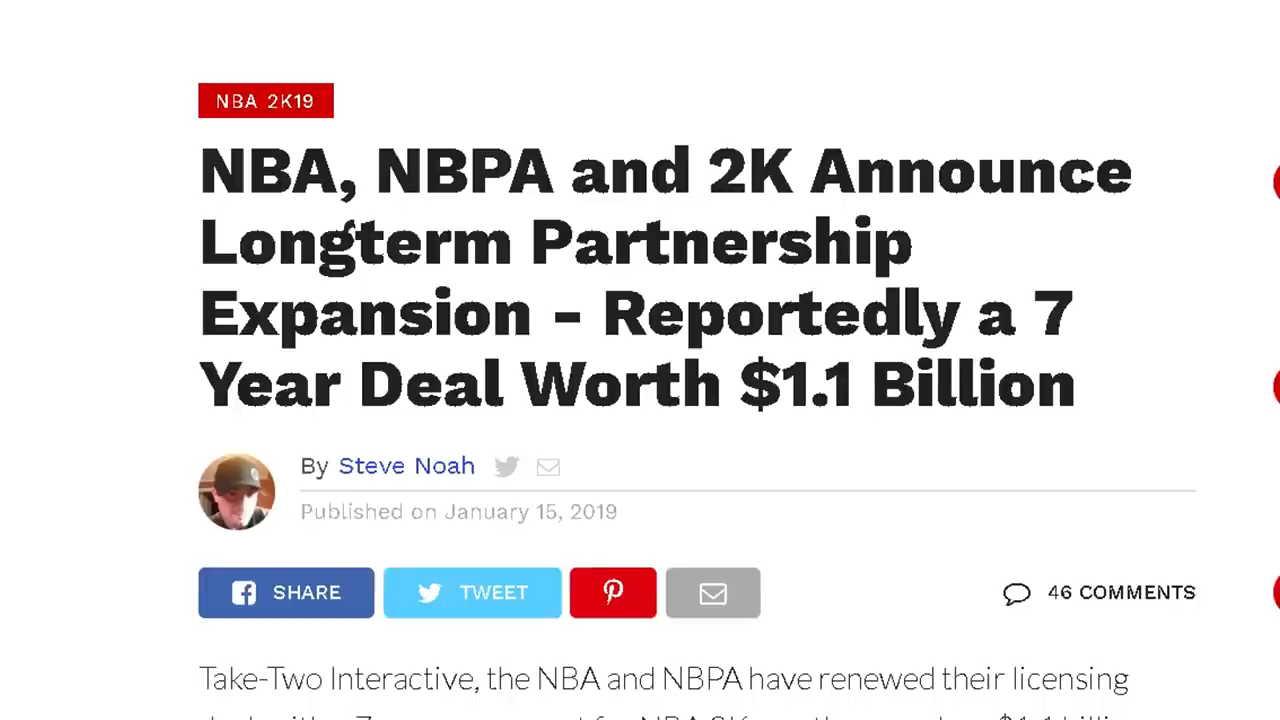 NBA 2K19
NBA, NBPA and 2K Announce
Longterm Partnership
Expansion - Reportedly a 7
Year Deal Worth $1.1 Billion
By Steve Noah
Published on January 15, 2019
SHARE TWEET 46 COMMENTS
Take-Two Interactive, the NBA and NBPA have renewed their licensing